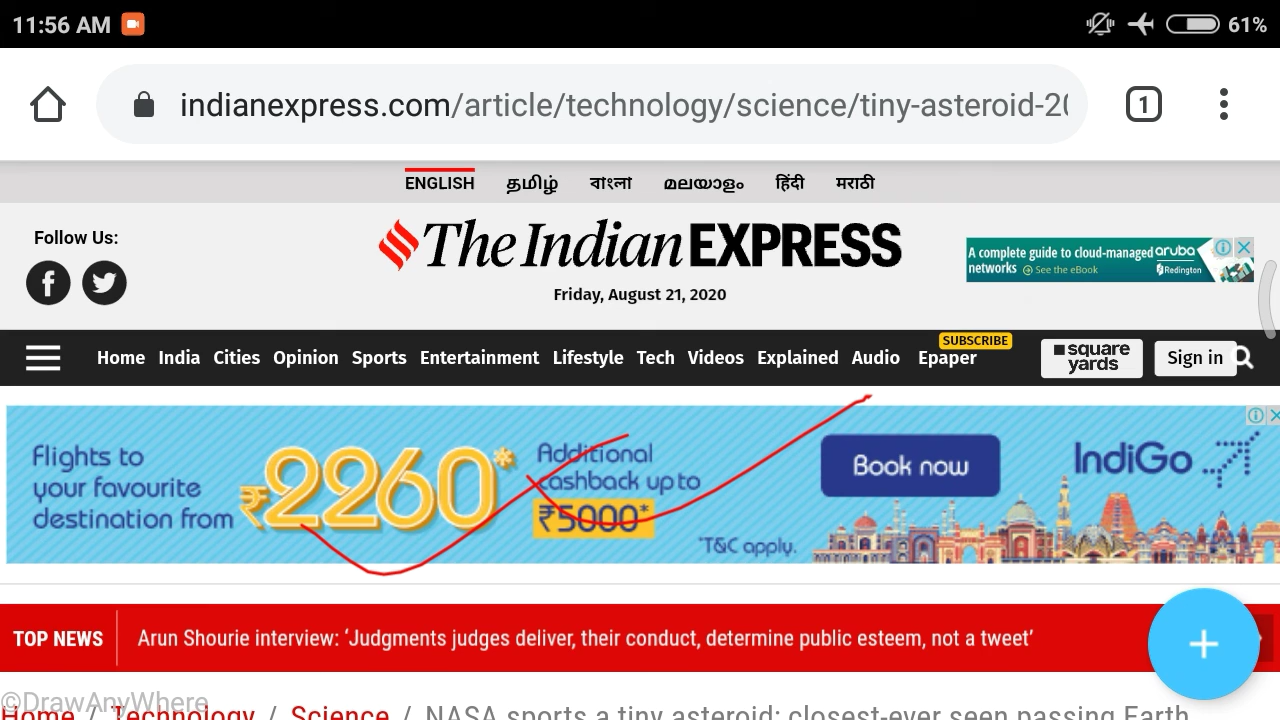 11:56 AM 61%
indianexpress.com/article/technology/science/tiny-asteroid-20
1
ENGLISH தமிழ் বাংলা മലയാളം हिंदी मराठी
Follow Us:
The Indian EXPRESS
Friday, August 21, 2020
A complete guide to cloud-managed networks See the eBook
aruba
Redington
SUBSCRIBE
Home India Cities Opinion Sports Entertainment Lifestyle Tech Videos Explained Audio Epaper
square yards
Sign in
Flights to
your favourite
destination from ₹2260*
Additional
cashback up to
₹5000*
*T&C apply.
Book now
IndiGo
TOP NEWS Arun Shourie interview: ‘Judgments judges deliver, their conduct, determine public esteem, not a tweet’
©DrawAnyWhere
Home / Technology / Science / NASA sports a tiny asteroid; closest-ever seen passing Earth